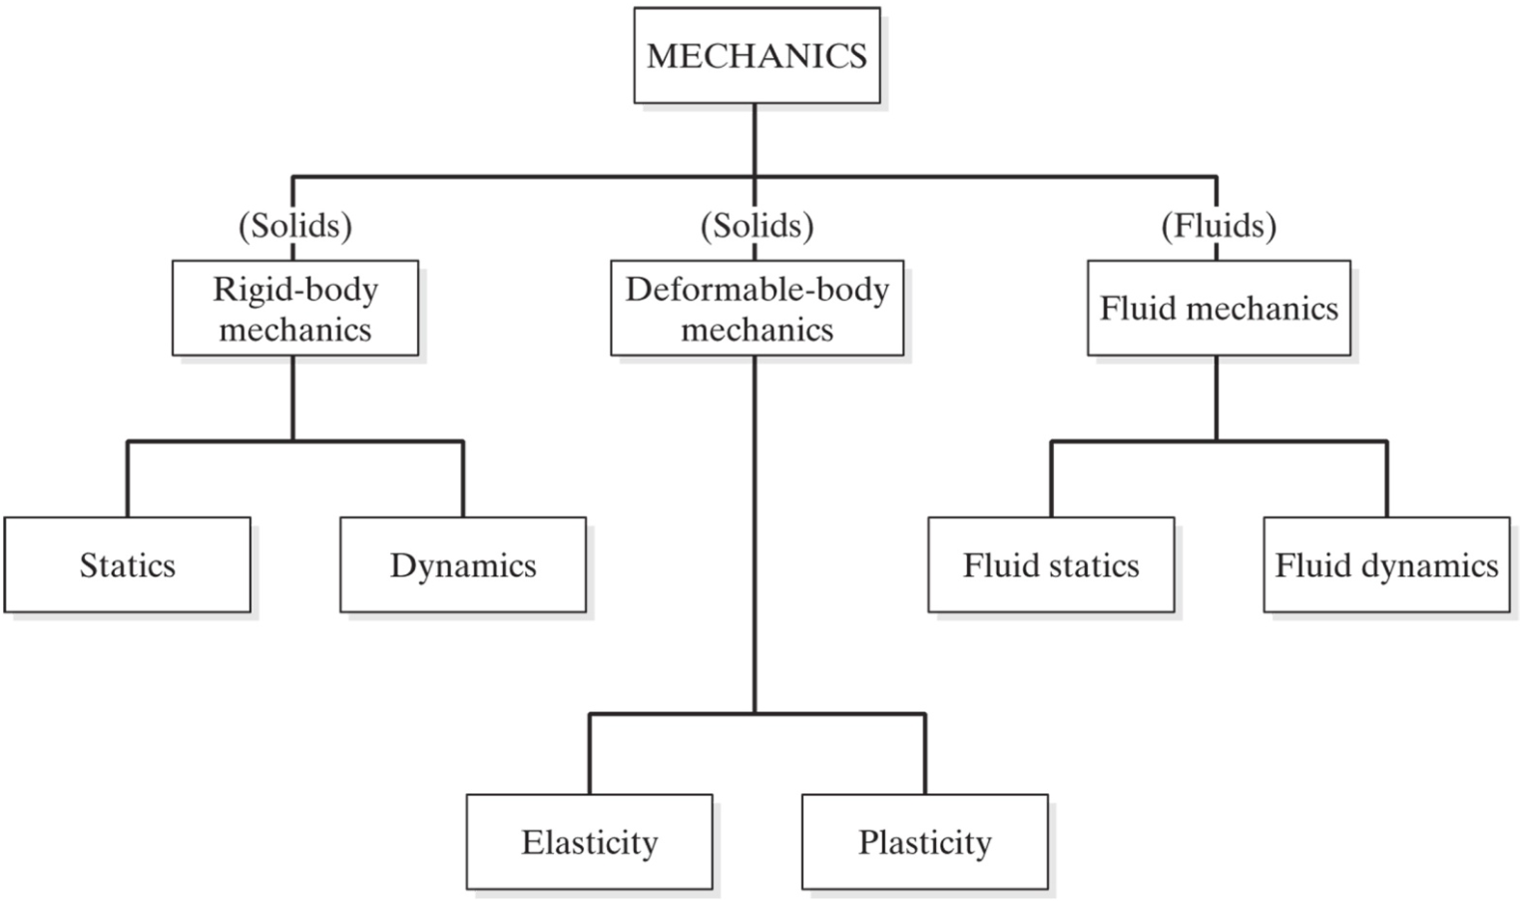 MECHANICS
(Solids)
(Solids)
(Fluids)
Rigid-body
mechanics
Deformable-body
mechanics
Fluid mechanics
Statics
Dynamics
Fluid statics
Fluid dynamics
Elasticity
Plasticity